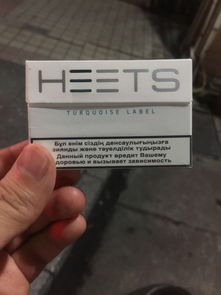 HEETS
TURQUOISE LABEL
Бұл өнім сіздің денсаулығыңызға
зиянды және тәуелділік тудырады
Данный продукт вредит Вашему
здоровью и вызывает зависимость